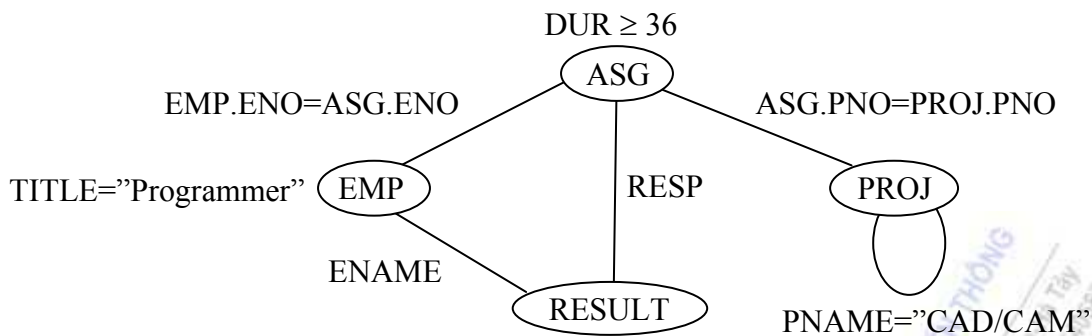 DUR ≥ 36
ASG
EMP.ENO=ASG.ENO
ASG.PNO=PROJ.PNO
TITLE=”Programmer”
EMP
RESP
PROJ
ENAME
RESULT
PNAME=”CAD/CAM”